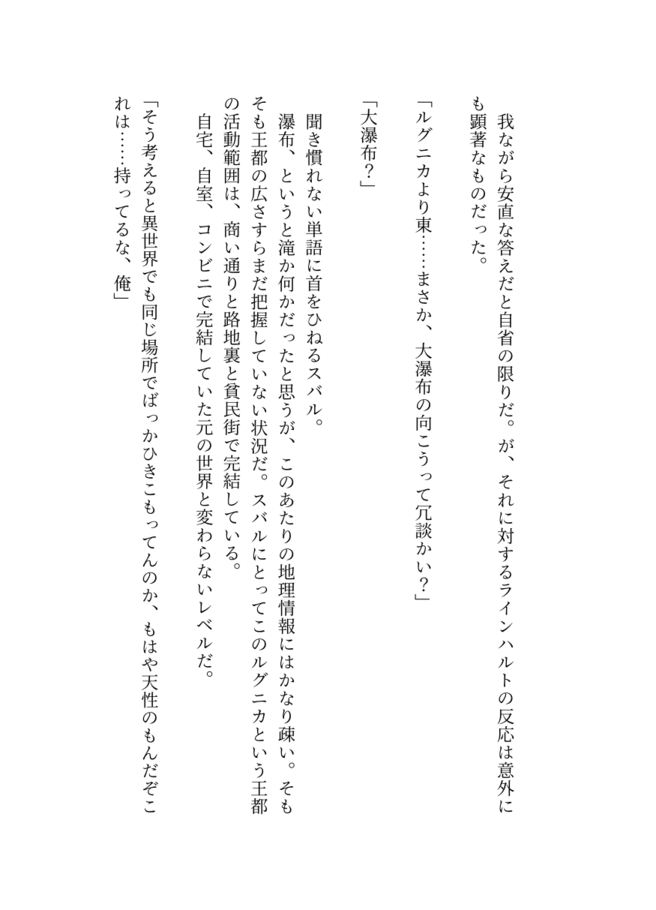 我ながら安直な答えだと自省の限りだ。が、それに対するラインハルトの反応は意外に
も顕著なものだった。
「ルグニカより東……まさか、大瀑布の向こうって冗談かい？」
「大瀑布？」
聞き慣れない単語に首をひねるスバル。
瀑布、というと滝か何かだったと思うが、このあたりの地理情報にはかなり疎い。そも
そも王都の広さすらまだ把握していない状況だ。スバルにとってこのルグニカという王都
の活動範囲は、商い通りと路地裏と貧民街で完結している。
自宅、自室、コンビニで完結していた元の世界と変わらないレベルだ。
「そう考えると異世界でも同じ場所でばっかひきこもってんのか、もはや天性のもんだぞこ
れは……持ってるな、俺」